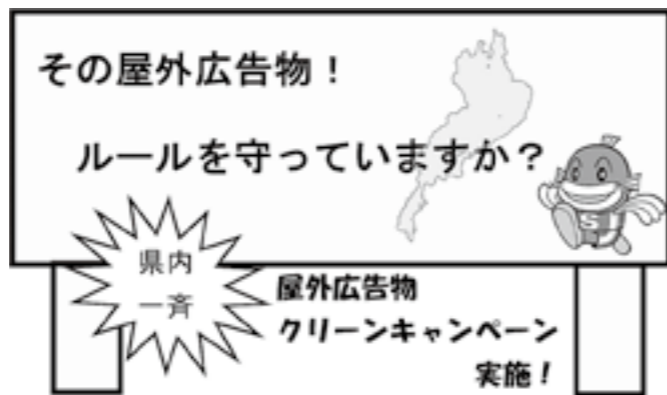 その屋外広告物!
ルールを守っていますか?
県内
一斉
屋外広告物
クリーンキャンペーン
実施!
S